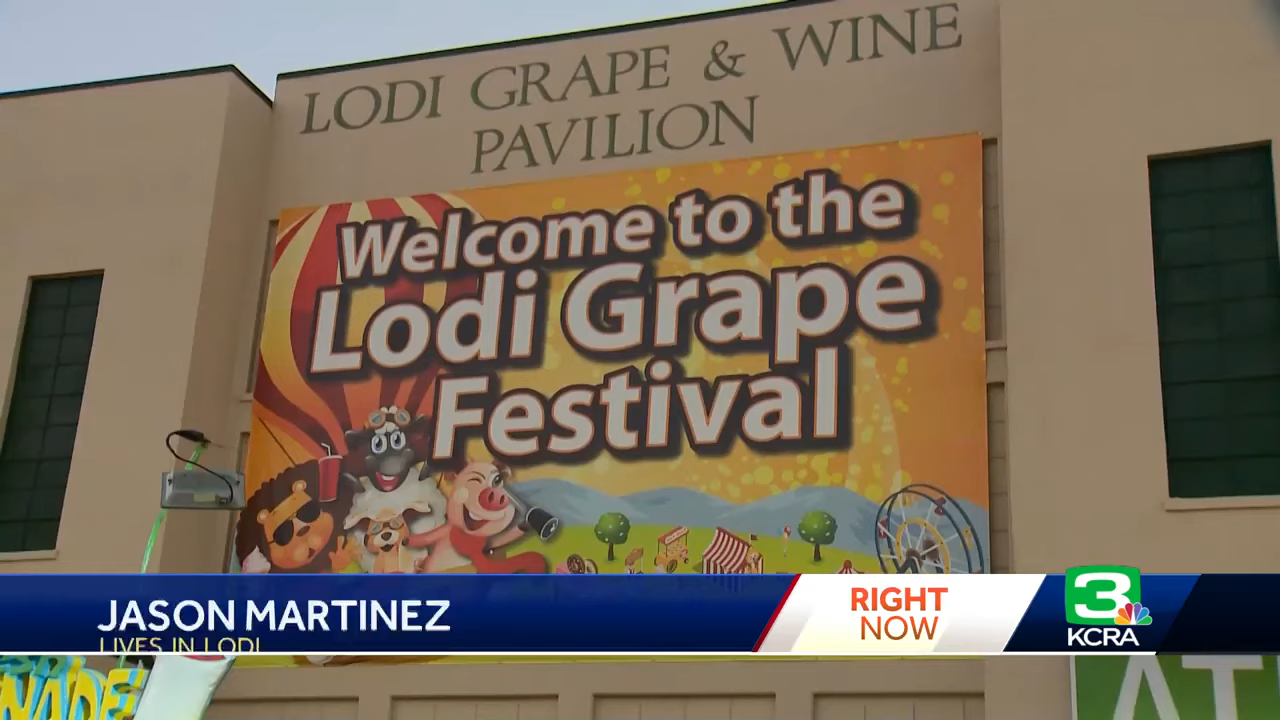 LODI GRAPE & WINE
PAVILION
Welcome to the
Lodi Grape
Festival
JASON MARTINEZ
LIVES IN LODI
RIGHT
NOW
3
KCRA